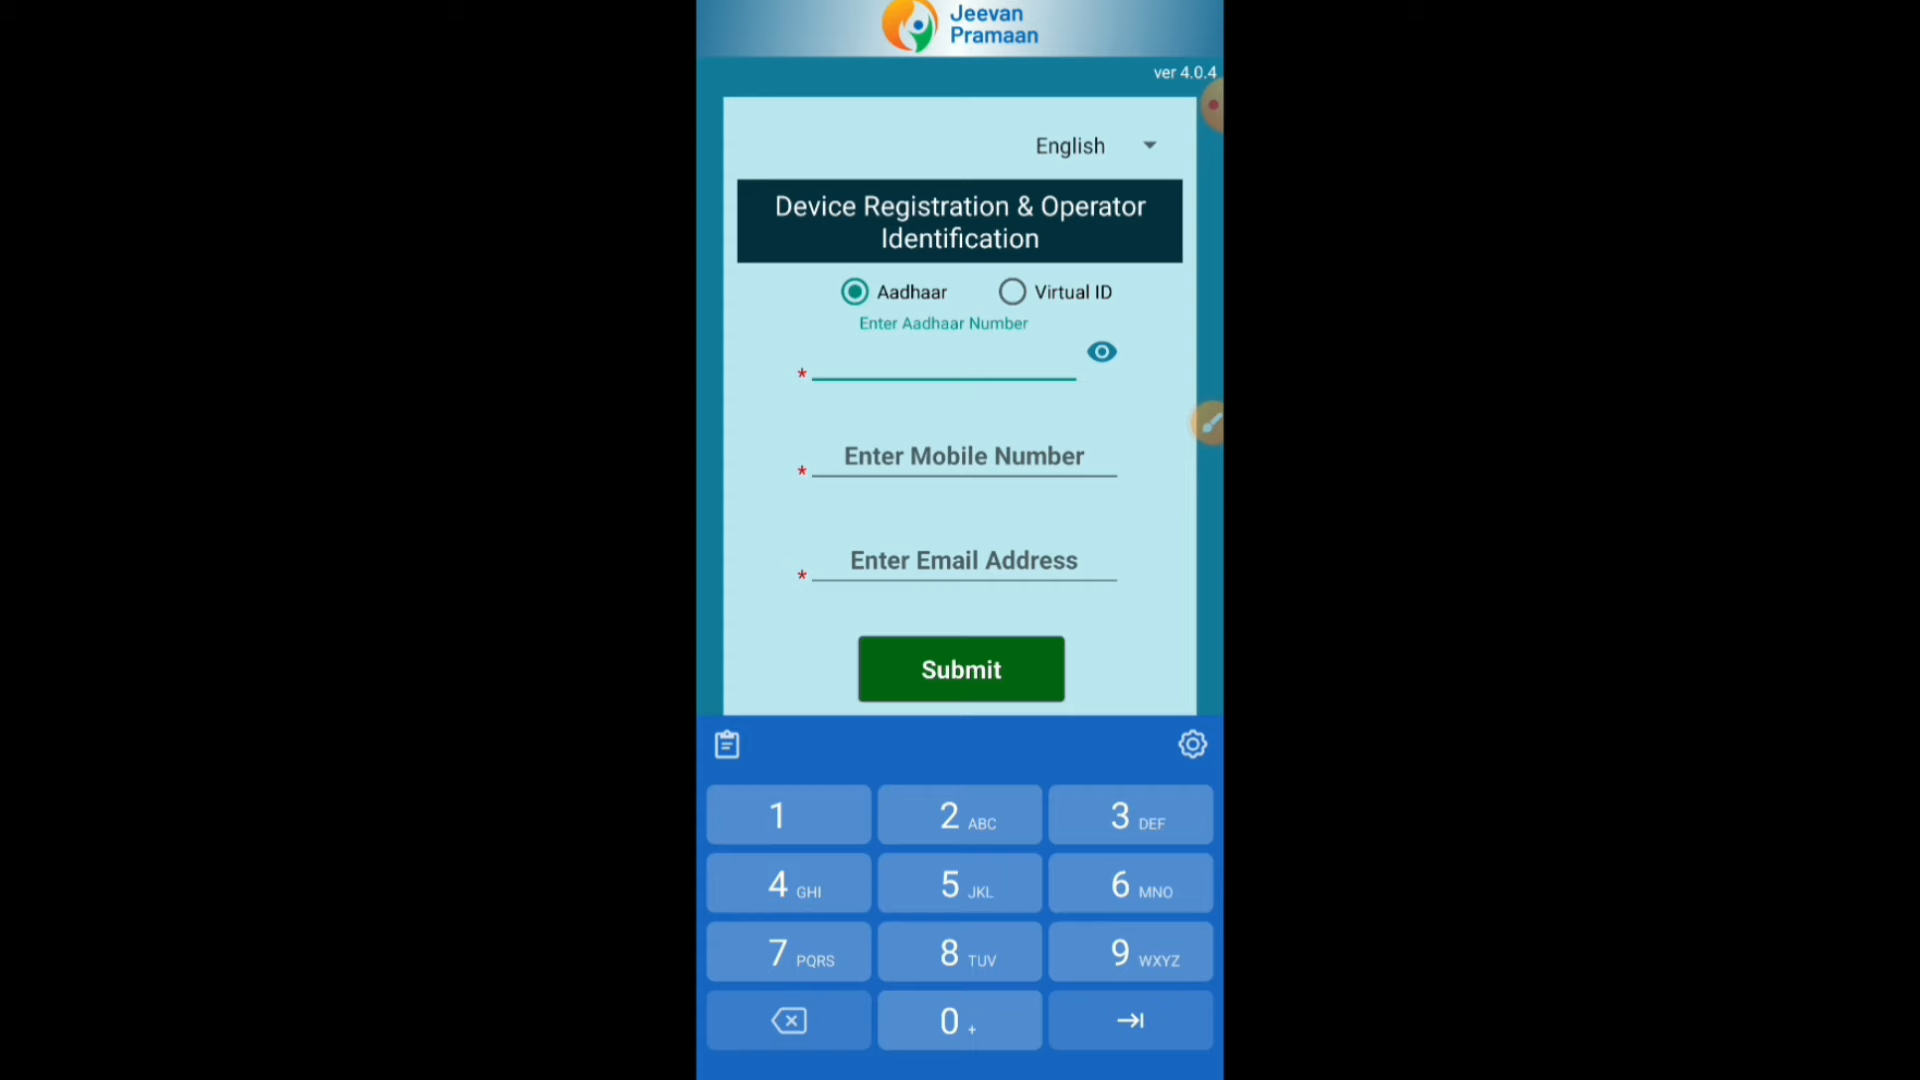 Jeevan
Pramaan
ver 4.0.4
English
Device Registration & Operator
Identification
Aadhaar
Virtual ID
Enter Aadhaar Number
*
Enter Mobile Number
*
Enter Email Address
*
Submit
1
2 ABC
3 DEF
4 GHI
5 JKL
6 MNO
7 PQRS
8 TUV
9 WXYZ
0 +